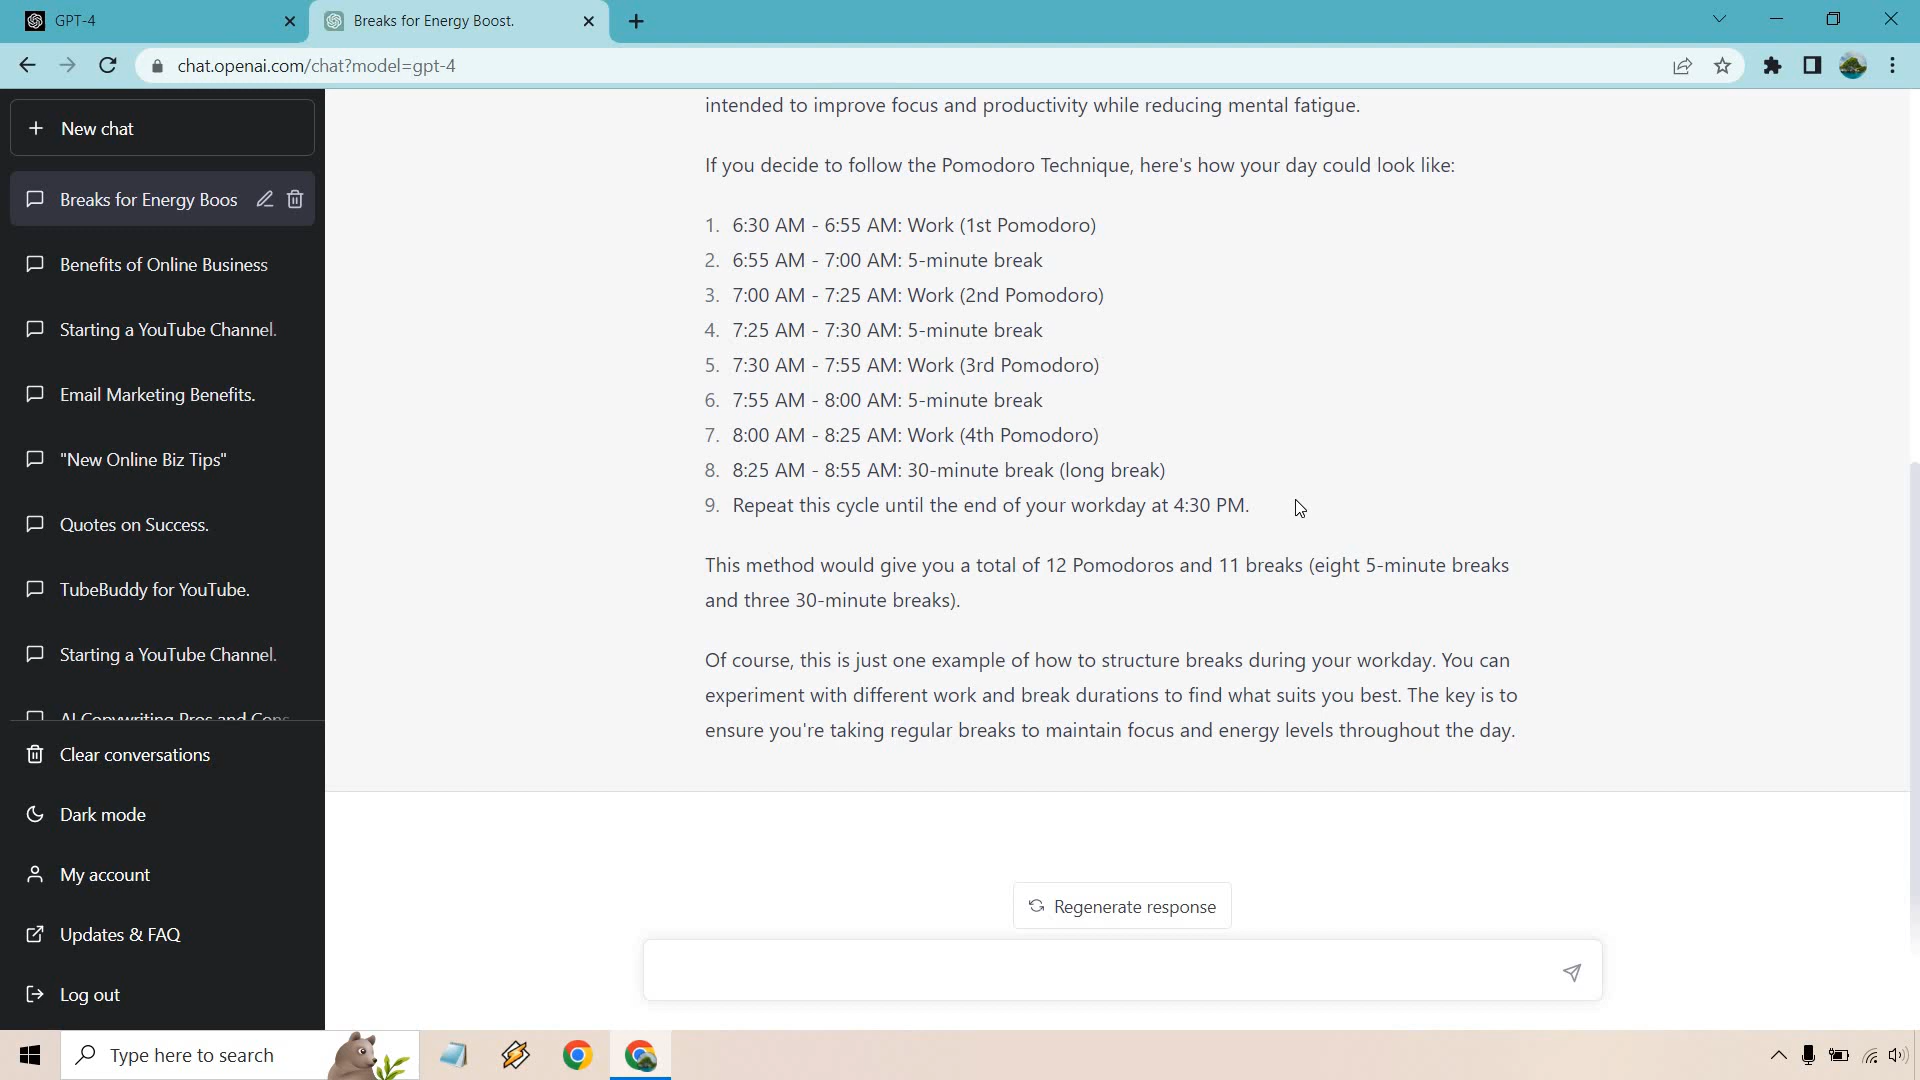 GPT-4
Breaks for Energy Boost.
chat.openai.com/chat?model=gpt-4
New chat
Breaks for Energy Boos
Benefits of Online Business
Starting a YouTube Channel.
Email Marketing Benefits.
"New Online Biz Tips"
Quotes on Success.
TubeBuddy for YouTube.
Starting a YouTube Channel.
AI Copywriting Pros and Cons
Clear conversations
Dark mode
My account
Updates & FAQ
Log out
intended to improve focus and productivity while reducing mental fatigue.
If you decide to follow the Pomodoro Technique, here's how your day could look like:
1. 6:30 AM - 6:55 AM: Work (1st Pomodoro)
2. 6:55 AM - 7:00 AM: 5-minute break
3. 7:00 AM - 7:25 AM: Work (2nd Pomodoro)
4. 7:25 AM - 7:30 AM: 5-minute break
5. 7:30 AM - 7:55 AM: Work (3rd Pomodoro)
6. 7:55 AM - 8:00 AM: 5-minute break
7. 8:00 AM - 8:25 AM: Work (4th Pomodoro)
8. 8:25 AM - 8:55 AM: 30-minute break (long break)
9. Repeat this cycle until the end of your workday at 4:30 PM.
This method would give you a total of 12 Pomodoros and 11 breaks (eight 5-minute breaks
and three 30-minute breaks).
Of course, this is just one example of how to structure breaks during your workday. You can
experiment with different work and break durations to find what suits you best. The key is to
ensure you're taking regular breaks to maintain focus and energy levels throughout the day.
Regenerate response
Type here to search